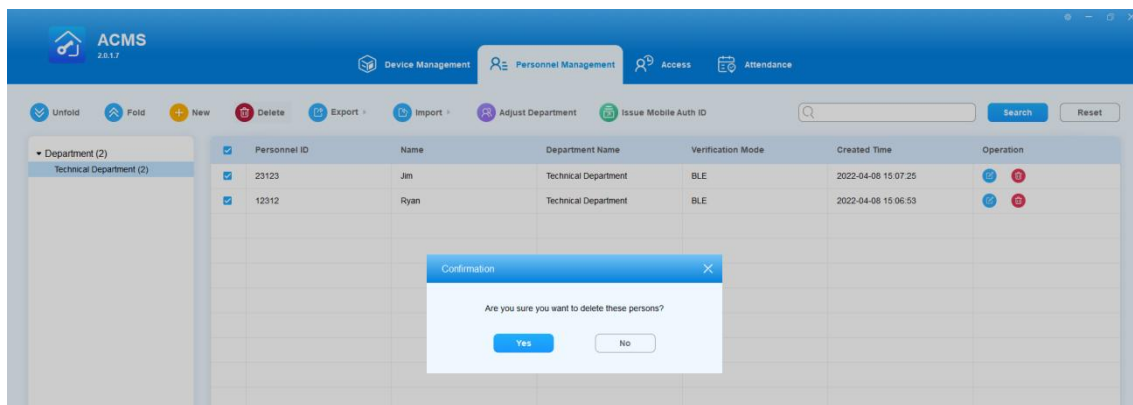 ACMS
2.0.1.7
Device Management Personnel Management Access Attendance
Unfold Fold New Delete Export Import Adjust Department Issue Mobile Auth ID Search Reset
Department (2)
Technical Department (2)
Personnel ID Name Department Name Verification Mode Created Time Operation
23123 Jim Technical Department BLE 2022-04-08 15:07:25
12312 Ryan Technical Department BLE 2022-04-08 15:06:53
Confirmation
Are you sure you want to delete these persons?
Yes No